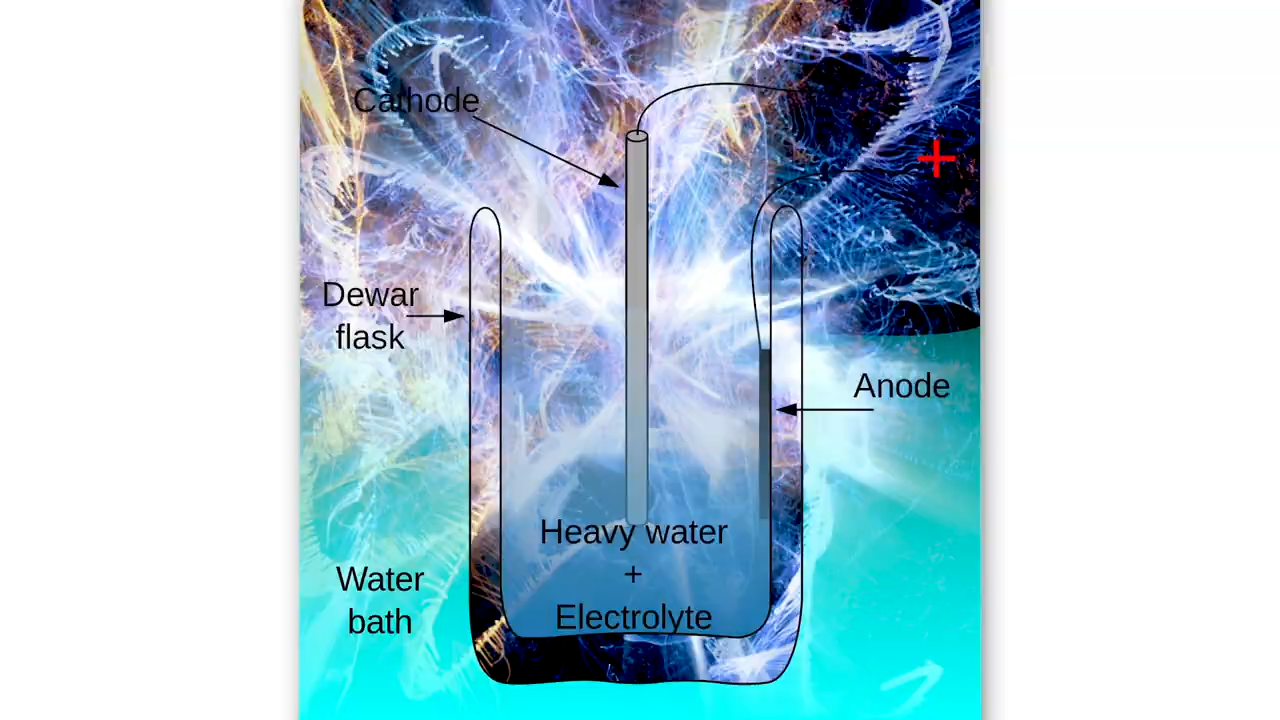 Cathode
−
+
Dewar
flask
Anode
Heavy water
+
Electrolyte
Water
bath